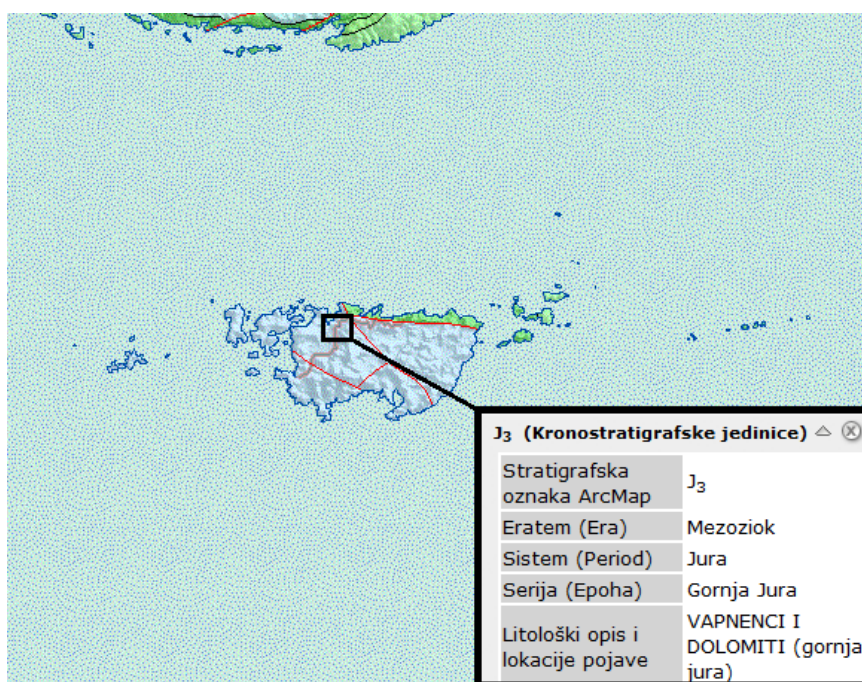 J₃ (Kronostratigrafske jedinice)
Stratigrafska
oznaka ArcMap
J₃
Eratem (Era)
Mezoziok
Sistem (Period)
Jura
Serija (Epoha)
Gornja Jura
Litološki opis i
lokacije pojave
VAPNENCI I
DOLOMITI (gornja
jura)